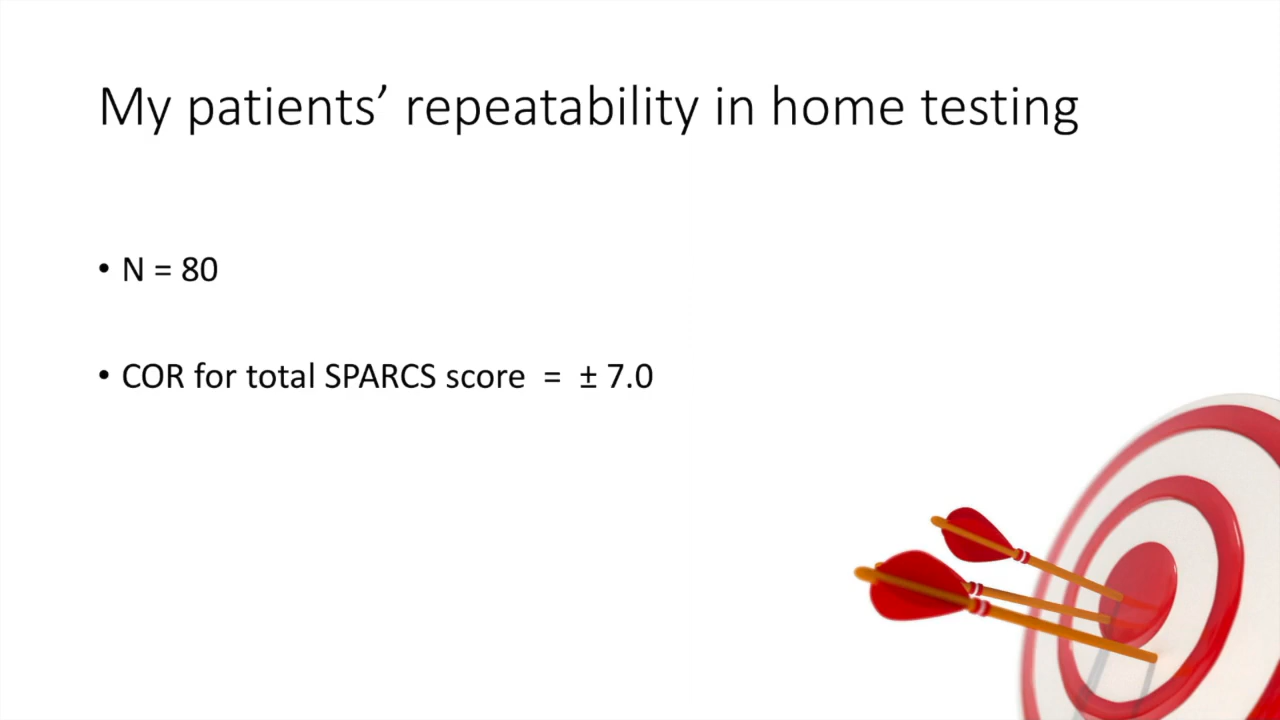 My patients’ repeatability in home testing
• N = 80
• COR for total SPARCS score = ± 7.0